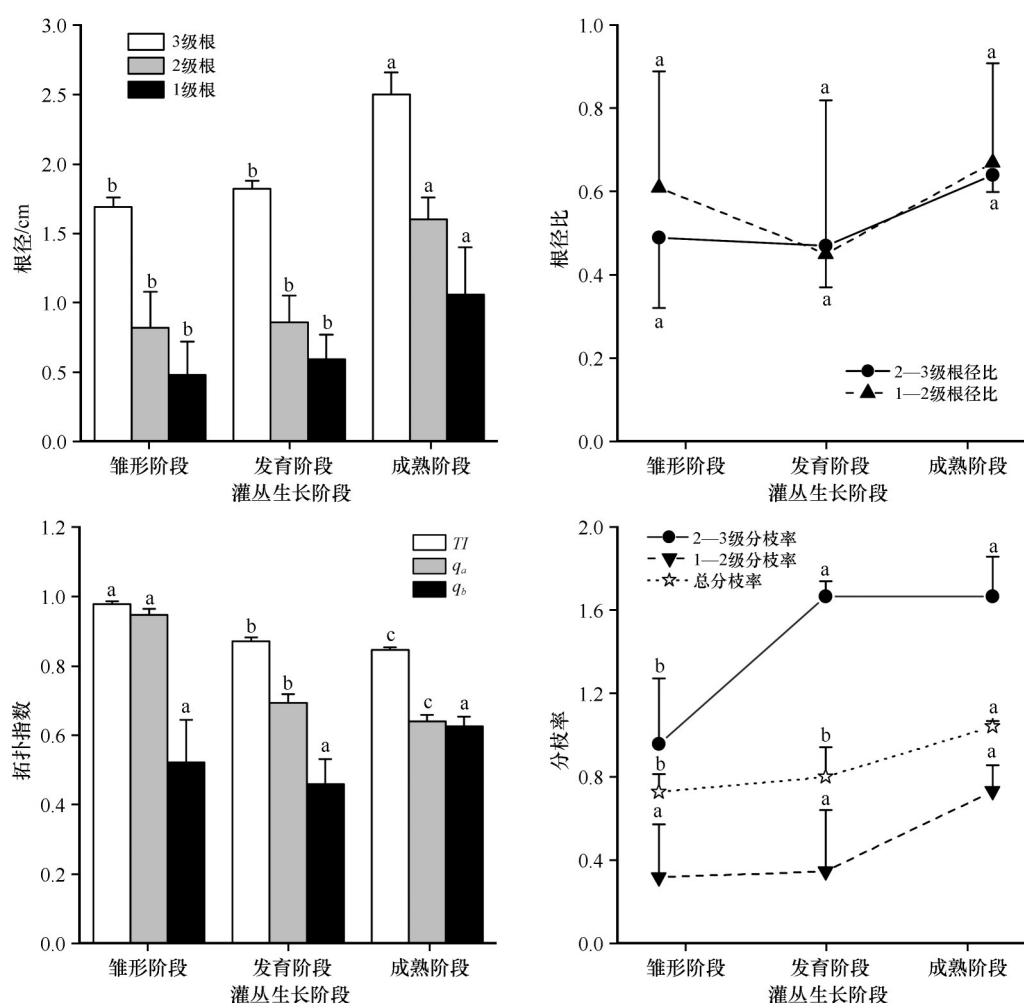 3.0
2.5
2.0
1.5
1.0
0.5
0.0
根径/cm
3级根
2级根
1级根
b
b
b
b
b
b
a
a
a
雏形阶段
发育阶段
成熟阶段
灌丛生长阶段
1.0
0.8
0.6
0.4
0.2
0.0
根径比
a
a
a
a
a
a
2—3级根径比
1—2级根径比
雏形阶段
发育阶段
成熟阶段
灌丛生长阶段
1.2
1.0
0.8
0.6
0.4
0.2
0.0
拓扑指数
TI
qa
qb
a
a
a
b
b
a
c
c
a
雏形阶段
发育阶段
成熟阶段
灌丛生长阶段
2.0
1.6
1.2
0.8
0.4
0.0
分枝率
2—3级分枝率
1—2级分枝率
总分枝率
b
b
a
a
b
a
a
a
a
雏形阶段
发育阶段
成熟阶段
灌丛生长阶段